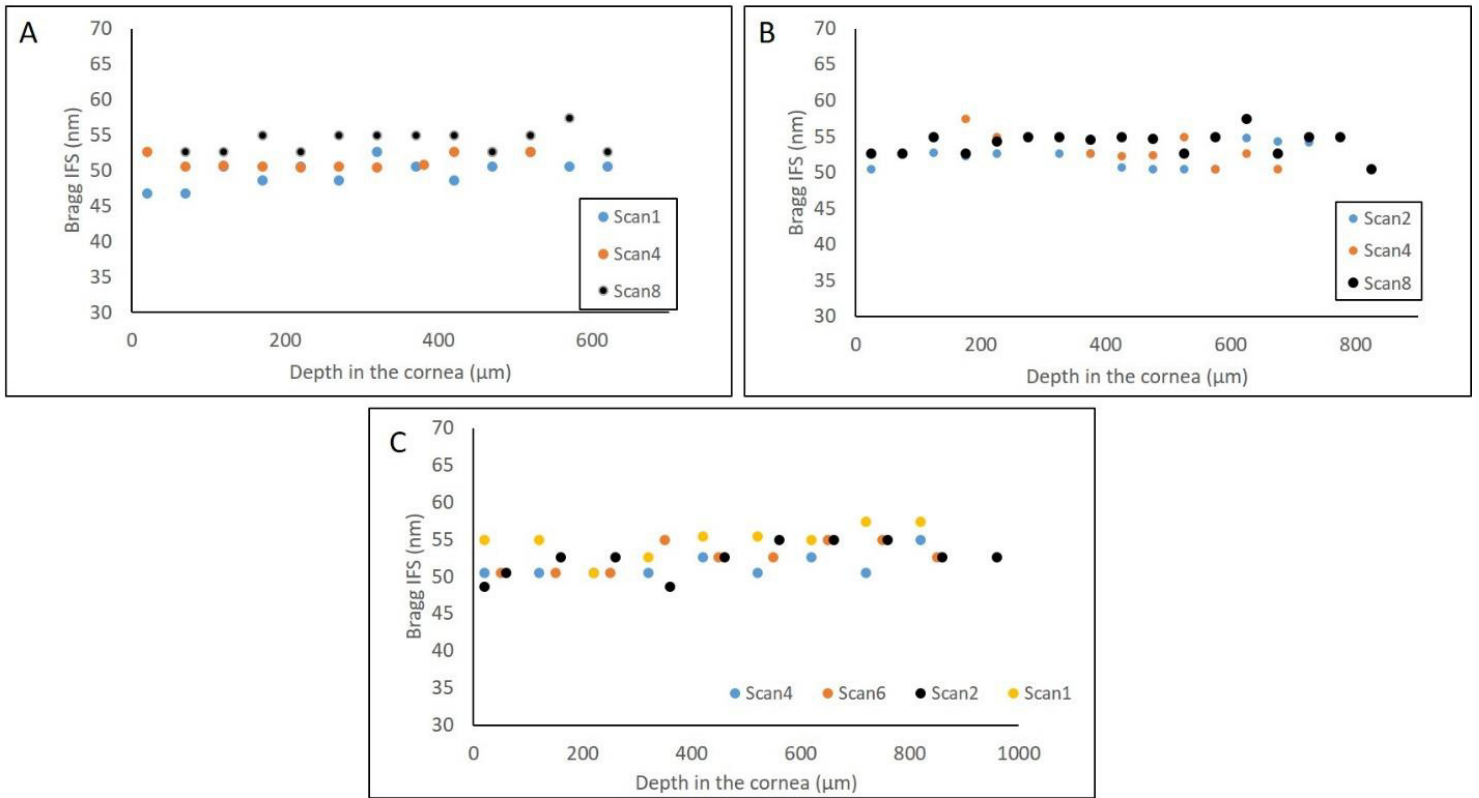 A
70
65
60
55
50
45
40
35
30
Bragg IFS (nm)
0 200 400 600
Depth in the cornea (µm)
Scan1
Scan4
Scan8
B
70
65
60
55
50
45
40
35
30
Bragg IFS (nm)
0 200 400 600 800
Depth in the cornea (µm)
Scan2
Scan4
Scan8
C
70
65
60
55
50
45
40
35
30
Bragg IFS (nm)
Scan4 Scan6 Scan2 Scan1
0 200 400 600 800 1000
Depth in the cornea (µm)